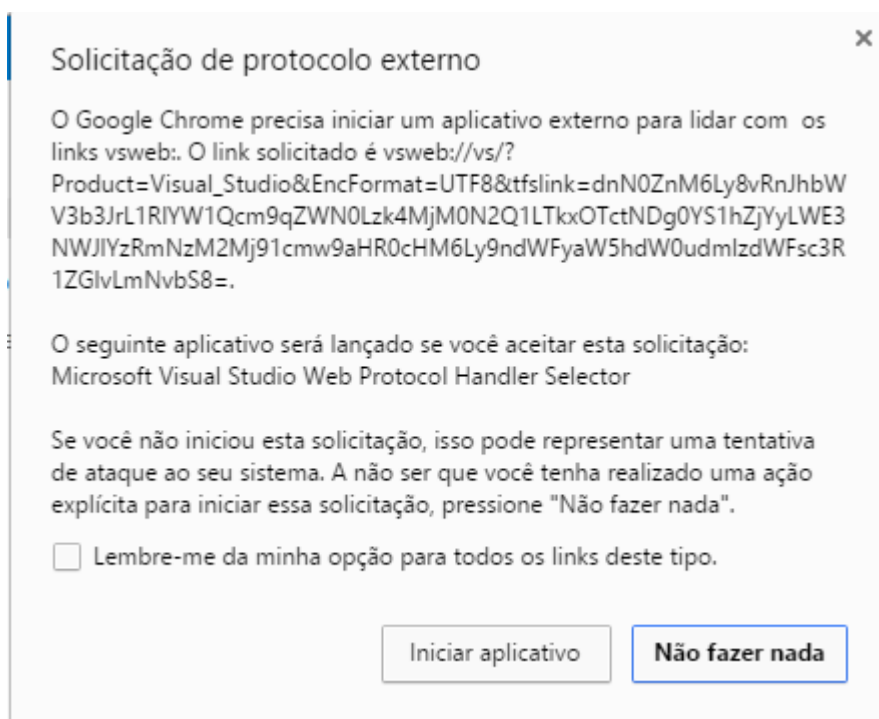 Solicitação de protocolo externo
O Google Chrome precisa iniciar um aplicativo externo para lidar com os
links vsweb:. O link solicitado é vsweb://vs/?
Product=Visual_Studio&EncFormat=UTF8&tfslink=dnN0ZnM6Ly8vRnJhbW
V3b3JrL1RlYW1Qcm9qZWN0Lzk4MjM0N2Q1LTkxOTctNDg0YS1hZjYyLWE3
NWJlYzRmNzM2Mj91cmw9aHR0cHM6Ly9ndWFyaW5hdW0udmlzdWFsc3R
1ZGlvLmNvbS8=.
O seguinte aplicativo será lançado se você aceitar esta solicitação:
Microsoft Visual Studio Web Protocol Handler Selector
Se você não iniciou esta solicitação, isso pode representar uma tentativa
de ataque ao seu sistema. A não ser que você tenha realizado uma ação
explícita para iniciar essa solicitação, pressione "Não fazer nada".
Lembre-me da minha opção para todos os links deste tipo.
Iniciar aplicativo Não fazer nada